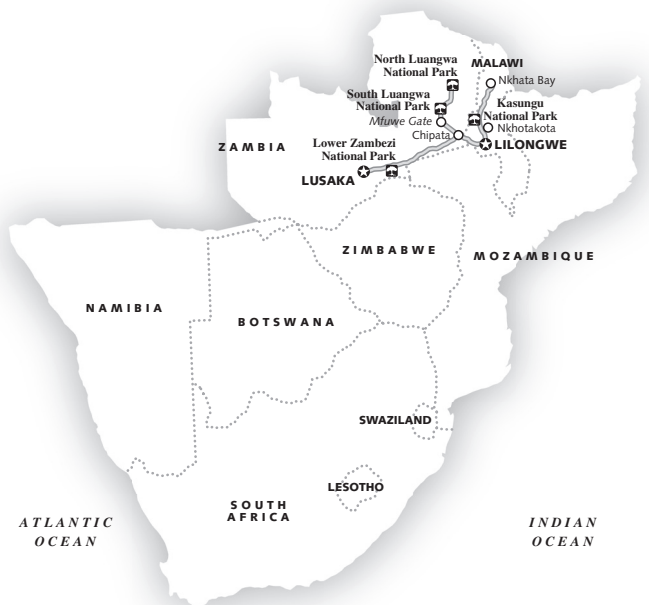 North Luangwa
National Park
MALAWI
Nkhata Bay
South Luangwa
National Park
Kasungu
National Park
Mfuwe Gate
Nkhotakota
Chipata
LILONGWE
ZAMBIA
Lower Zambezi
National Park
LUSAKA
ZIMBABWE
MOZAMBIQUE
NAMIBIA
BOTSWANA
SWAZILAND
LESOTHO
SOUTH
AFRICA
ATLANTIC
OCEAN
INDIAN
OCEAN